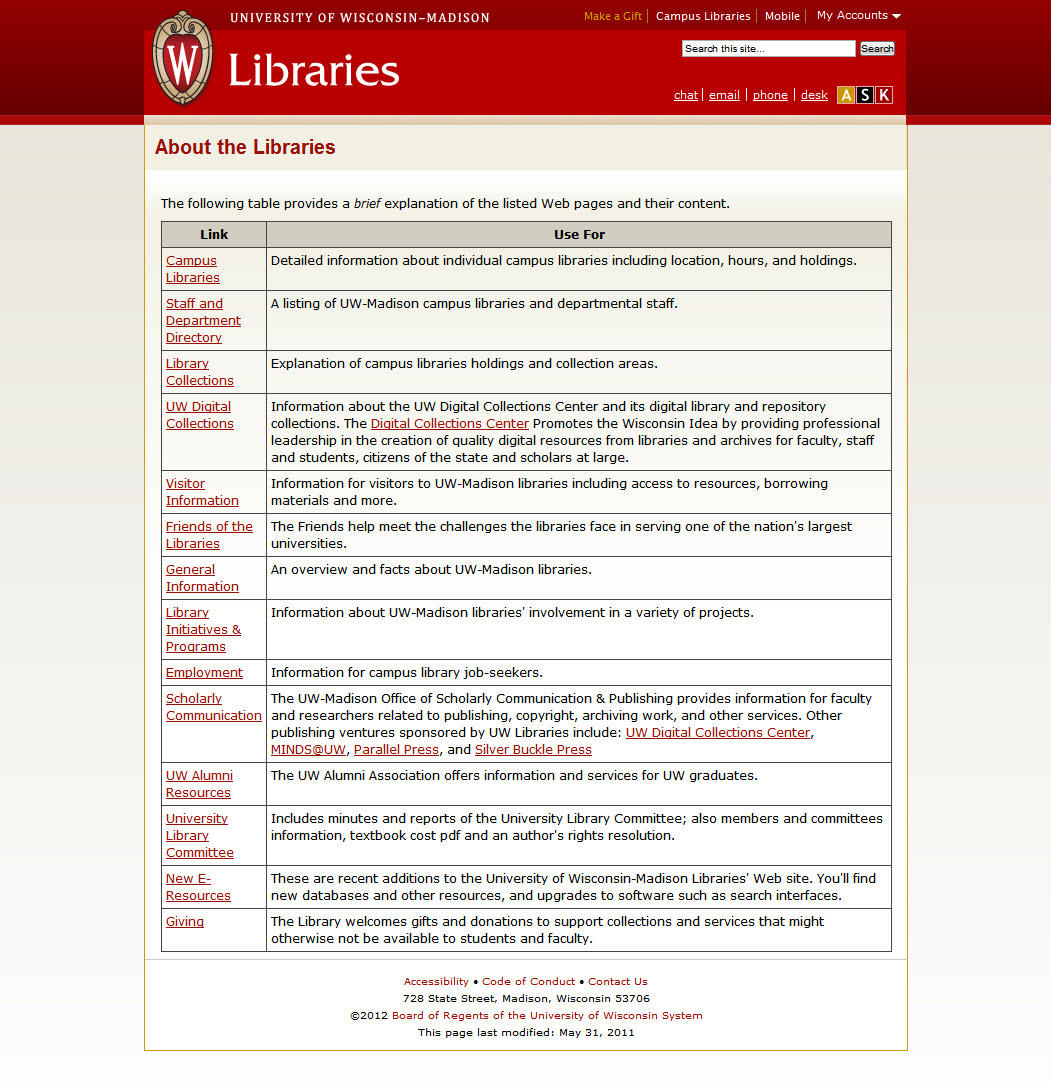 UNIVERSITY OF WISCONSIN–MADISON
Make a Gift Campus Libraries Mobile My Accounts
W
Libraries
Search this site... Search
chat email phone desk A S K
About the Libraries
The following table provides a brief explanation of the listed Web pages and their content.
Link Use For
Campus
Libraries
Detailed information about individual campus libraries including location, hours, and holdings.
Staff and
Department
Directory
A listing of UW-Madison campus libraries and departmental staff.
Library
Collections
Explanation of campus libraries holdings and collection areas.
UW Digital
Collections
Information about the UW Digital Collections Center and its digital library and repository
collections. The Digital Collections Center Promotes the Wisconsin Idea by providing professional
leadership in the creation of quality digital resources from libraries and archives for faculty, staff
and students, citizens of the state and scholars at large.
Visitor
Information
Information for visitors to UW-Madison libraries including access to resources, borrowing
materials and more.
Friends of the
Libraries
The Friends help meet the challenges the libraries face in serving one of the nation's largest
universities.
General
Information
An overview and facts about UW-Madison libraries.
Library
Initiatives &
Programs
Information about UW-Madison libraries' involvement in a variety of projects.
Employment
Information for campus library job-seekers.
Scholarly
Communication
The UW-Madison Office of Scholarly Communication & Publishing provides information for faculty
and researchers related to publishing, copyright, archiving work, and other services. Other
publishing ventures sponsored by UW Libraries include: UW Digital Collections Center,
MINDS@UW, Parallel Press, and Silver Buckle Press
UW Alumni
Resources
The UW Alumni Association offers information and services for UW graduates.
University
Library
Committee
Includes minutes and reports of the University Library Committee; also members and committees
information, textbook cost pdf and an author's rights resolution.
New E-
Resources
These are recent additions to the University of Wisconsin-Madison Libraries' Web site. You'll find
new databases and other resources, and upgrades to software such as search interfaces.
Giving
The Library welcomes gifts and donations to support collections and services that might
otherwise not be available to students and faculty.
Accessibility • Code of Conduct • Contact Us
728 State Street, Madison, Wisconsin 53706
©2012 Board of Regents of the University of Wisconsin System
This page last modified: May 31, 2011